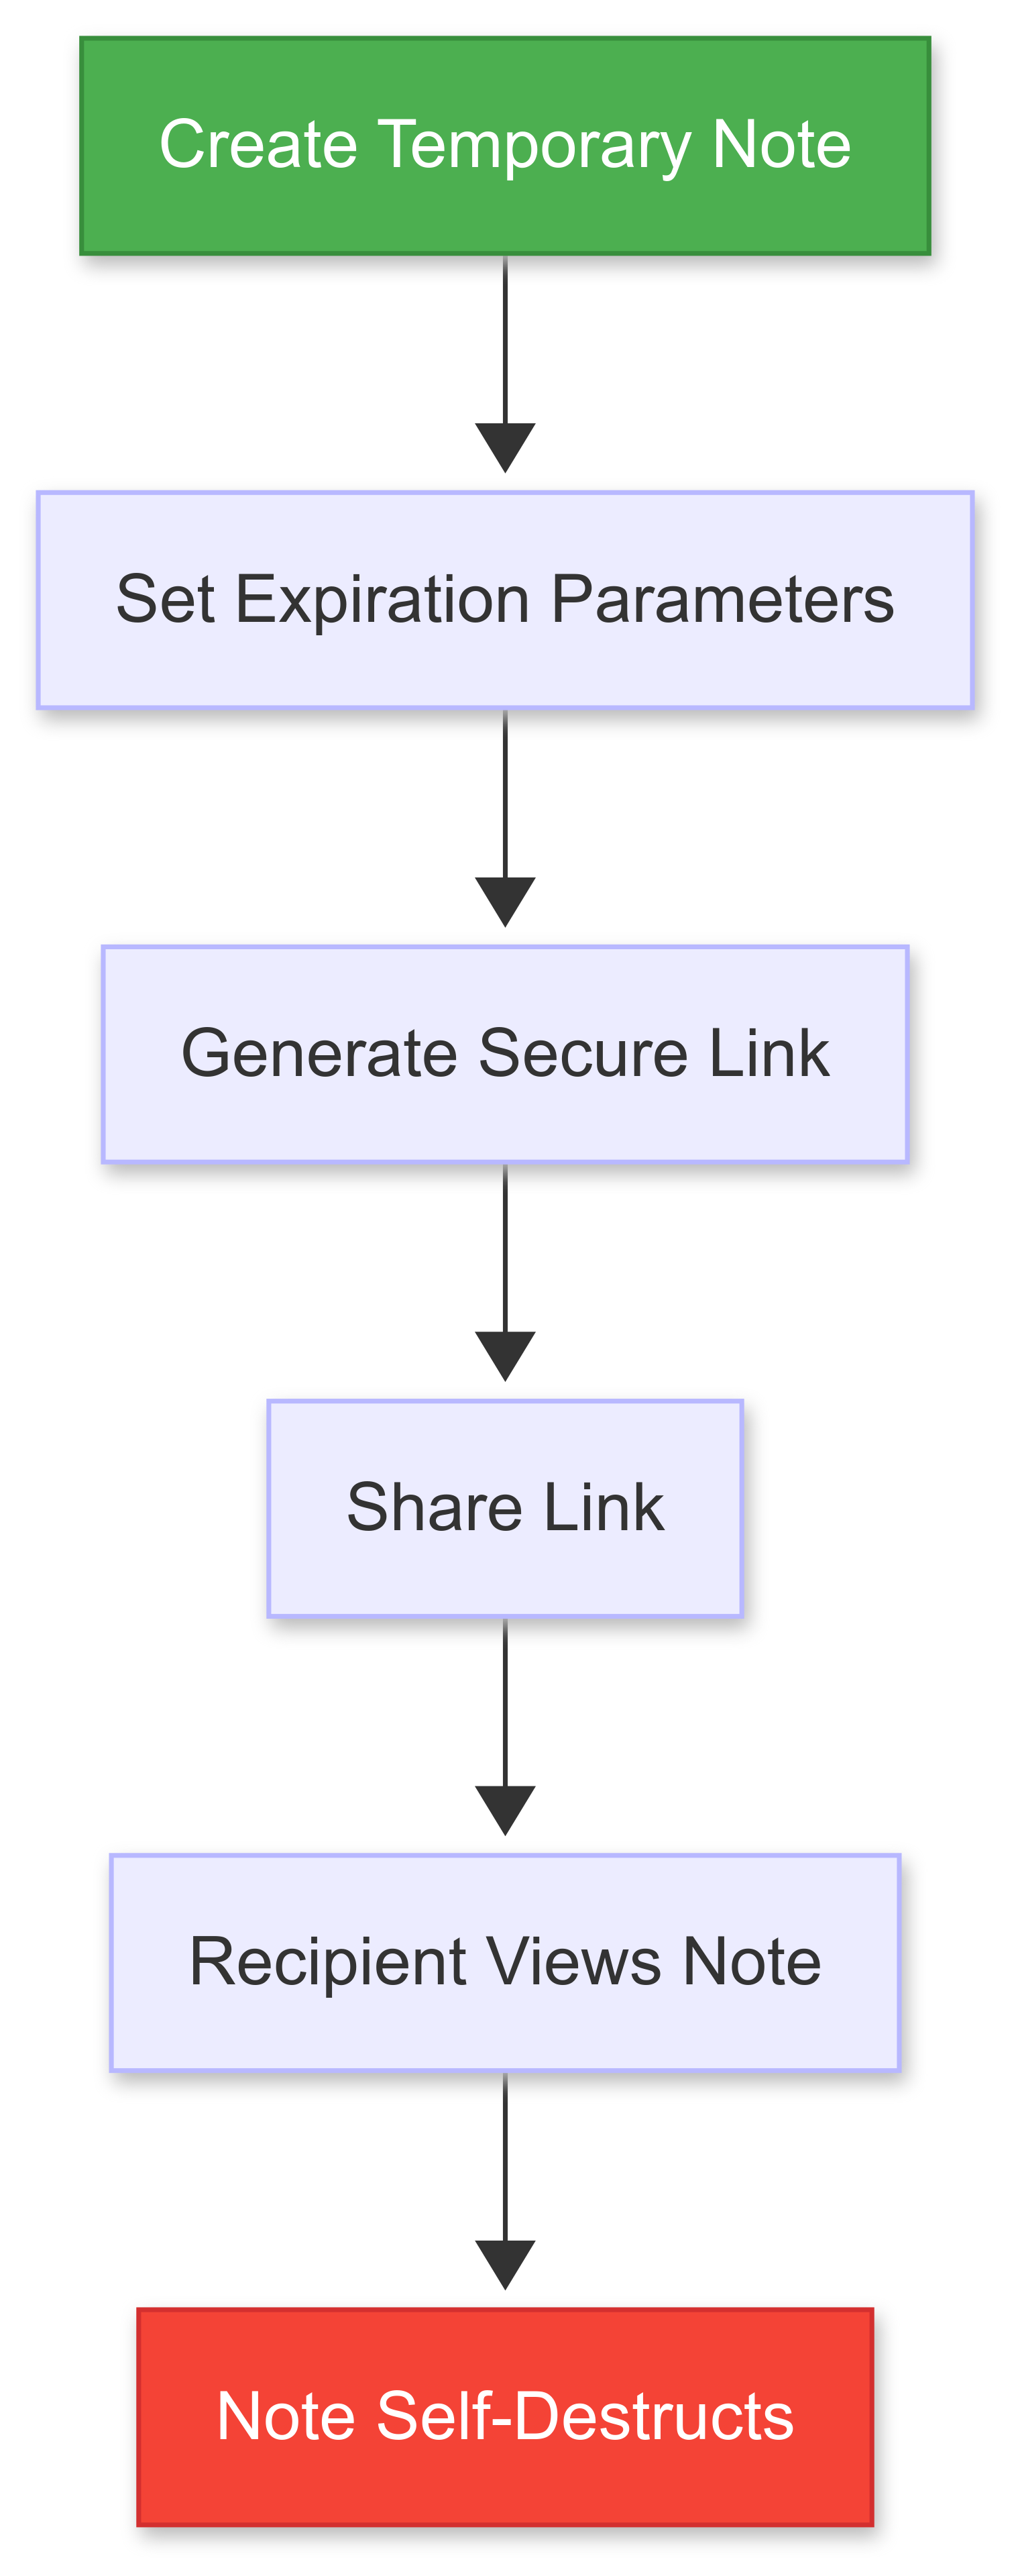 Create Temporary Note
Set Expiration Parameters
Generate Secure Link
Share Link
Recipient Views Note
Note Self-Destructs